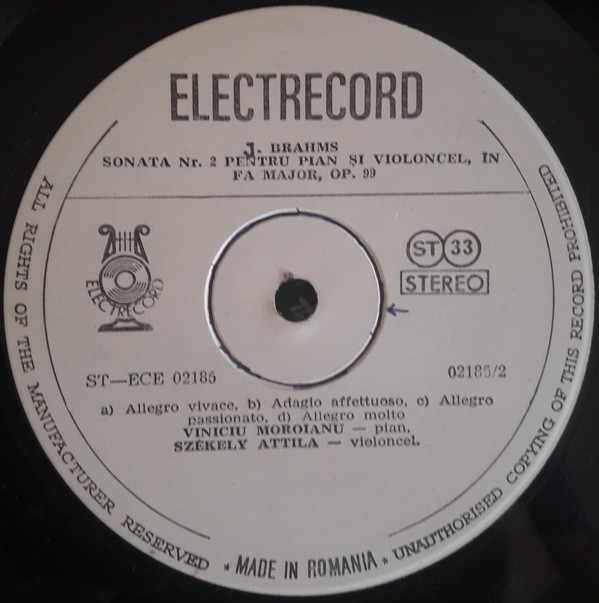 ELECTRECORD
J. BRAHMS
SONATA Nr. 2 PENTRU PIAN ȘI VIOLONCEL, ÎN
FA MAJOR, OP. 99
ELECTRECORD
ST 33
STEREO
ST—ECE 02185
02185/2
a) Allegro vivace, b) Adagio affettuoso, c) Allegro
passionato, d) Allegro molto
VINICIU MOROIANU — pian,
SZÉKELY ATTILA — violoncel.
ALL RIGHTS OF THE MANUFACTURER RESERVED * MADE IN ROMANIA * UNAUTHORISED COPYING OF THIS RECORD PROHIBITED